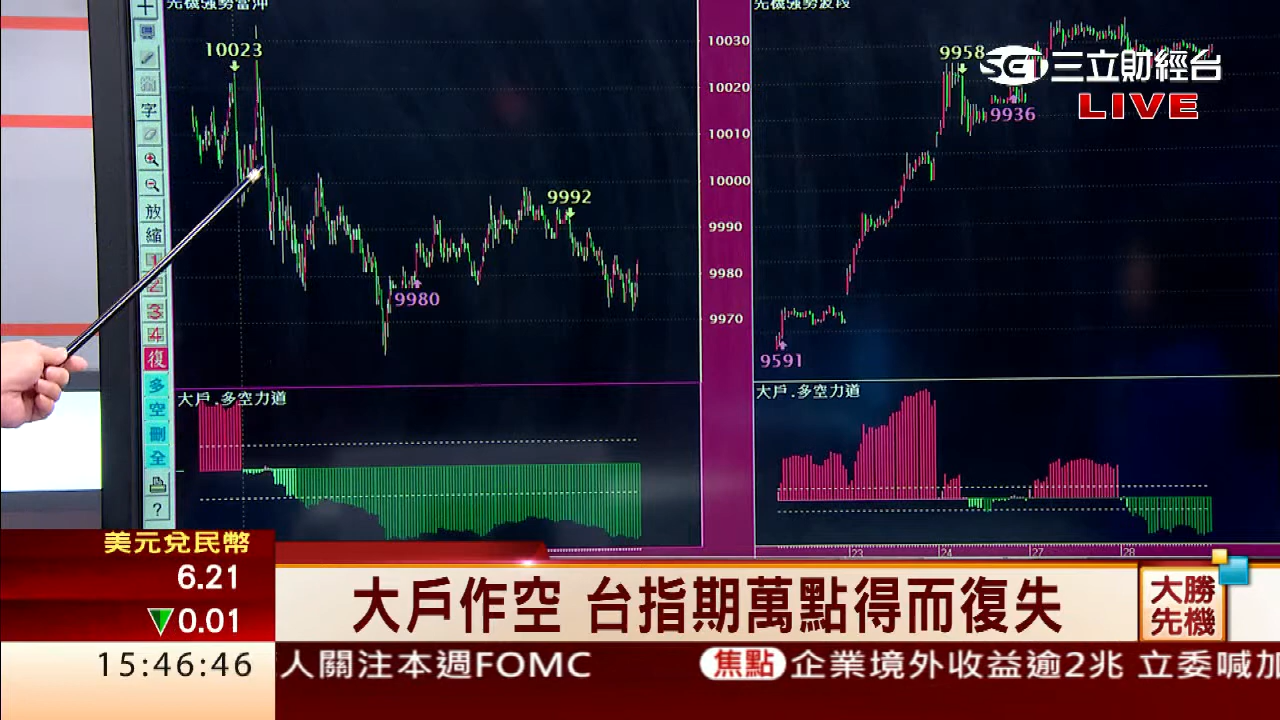 先機強勢當沖
先機強勢波段
字
放
縮
1
2
3
4
復
多
空
刪
全
?
10023
9992
9980
10030
10020
10010
10000
9990
9980
9970
9958
9936
9591
SET 三立財經台
LIVE
大戶.多空力道
大戶.多空力道
23
24
27
28
美元兌民幣
6.21
▼0.01
15:46:46
大戶作空 台指期萬點得而復失
大勝
先機
人關注本週FOMC
焦點 企業境外收益逾2兆 立委喊加